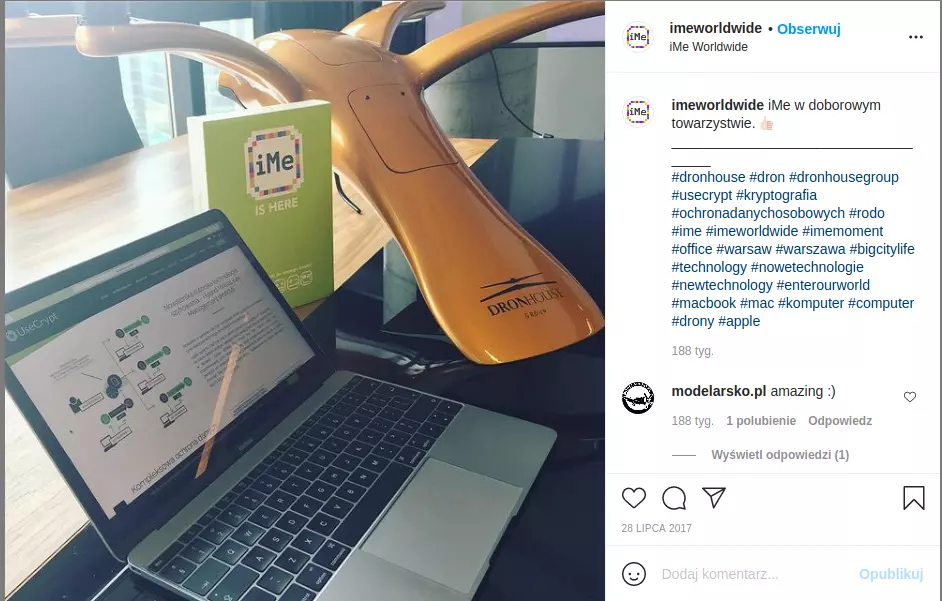 iMe
IS HERE
DRONHOUSE
GROUP
UseCrypt
Kompleksowa ochrona dan
imeworldwide • Obserwuj
iMe Worldwide
imeworldwide iMe w doborowym
towarzystwie. 👍🏻
#dronhouse #dron #dronhousegroup
#usecrypt #kryptografia
#ochronadanychosobowych #rodo
#ime #imeworldwide #imemoment
#office #warsaw #warszawa #bigcitylife
#technology #nowetechnologie
#newtechnology #enterourworld
#macbook #mac #komputer #computer
#drony #apple
188 tyg.
modelarsko.pl amazing :)
188 tyg. 1 polubienie Odpowiedz
Wyświetl odpowiedzi (1)
28 LIPCA 2017
Dodaj komentarz... Opublikuj